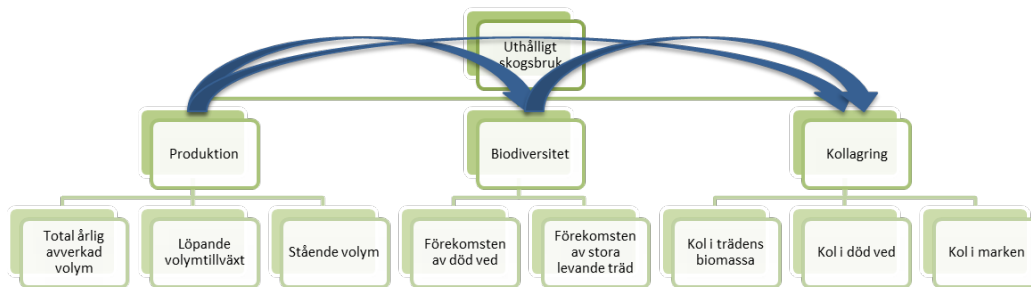 Uthålligt
skogsbruk
Produktion
Biodiversitet
Kollagring
Total årlig
avverkad
volym
Löpande
volymtillväxt
Stående volym
Förekomsten
av död ved
Förekomsten
av stora
levande träd
Kol i trädens
biomassa
Kol i död ved
Kol i marken